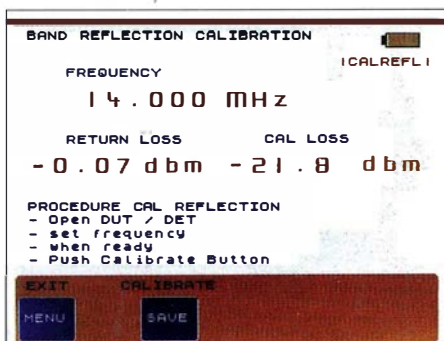 BAND REFLECTION CALIBRATION
ICALREFLI
FREQUENCY
14.000 MHz
RETURN LOSS CAL LOSS
-0.07 dbm -21.8 dbm
PROCEDURE CAL REFLECTION
- Open DUT / DET
- set frequency
- when ready
- Push Calibrate Button
EXIT CALIBRATE
MENU SAVE